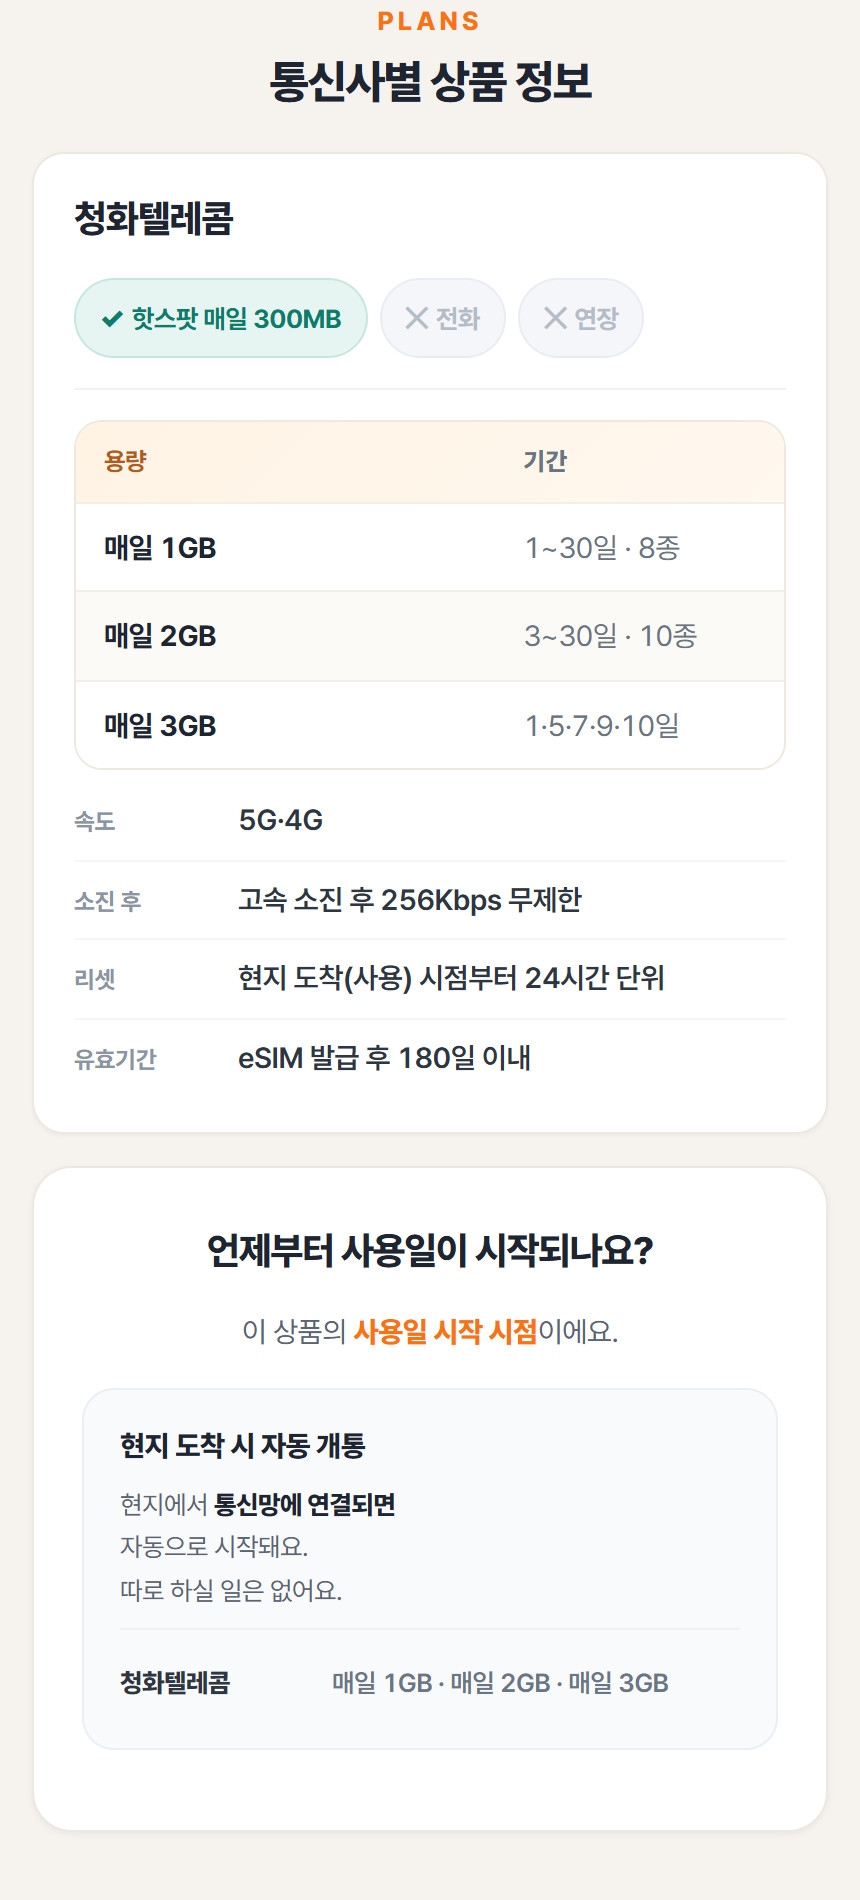 PLANS
통신사별 상품 정보
청화텔레콤
✓ 핫스팟 매일 300MB ✕ 전화 ✕ 연장
용량 기간
매일 1GB 1~30일 · 8종
매일 2GB 3~30일 · 10종
매일 3GB 1·5·7·9·10일
속도 5G·4G
소진 후 고속 소진 후 256Kbps 무제한
리셋 현지 도착(사용) 시점부터 24시간 단위
유효기간 eSIM 발급 후 180일 이내
언제부터 사용일이 시작되나요?
이 상품의 사용일 시작 시점이에요.
현지 도착 시 자동 개통
현지에서 통신망에 연결되면
자동으로 시작돼요.
따로 하실 일은 없어요.
청화텔레콤 매일 1GB · 매일 2GB · 매일 3GB